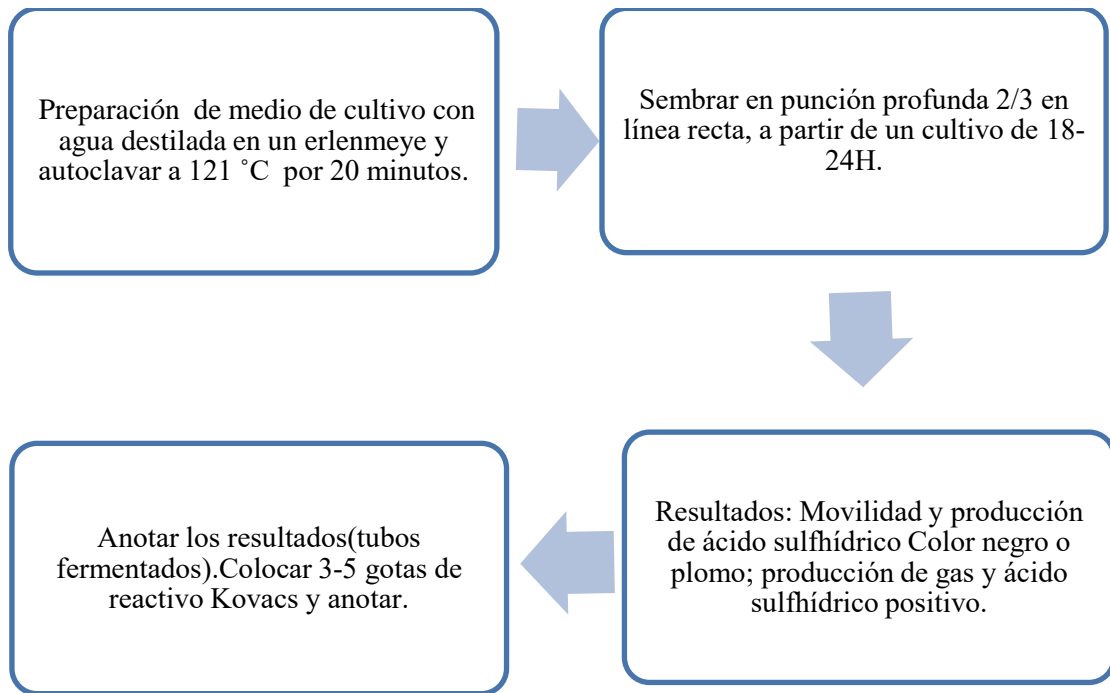 Preparación de medio de cultivo con
agua destilada en un erlenmeye y
autoclavar a 121 ˚C por 20 minutos.
Sembrar en punción profunda 2/3 en
línea recta, a partir de un cultivo de 18-
24H.
Resultados: Movilidad y producción
de ácido sulfhídrico Color negro o
plomo; producción de gas y ácido
sulfhídrico positivo.
Anotar los resultados(tubos
fermentados).Colocar 3-5 gotas de
reactivo Kovacs y anotar.